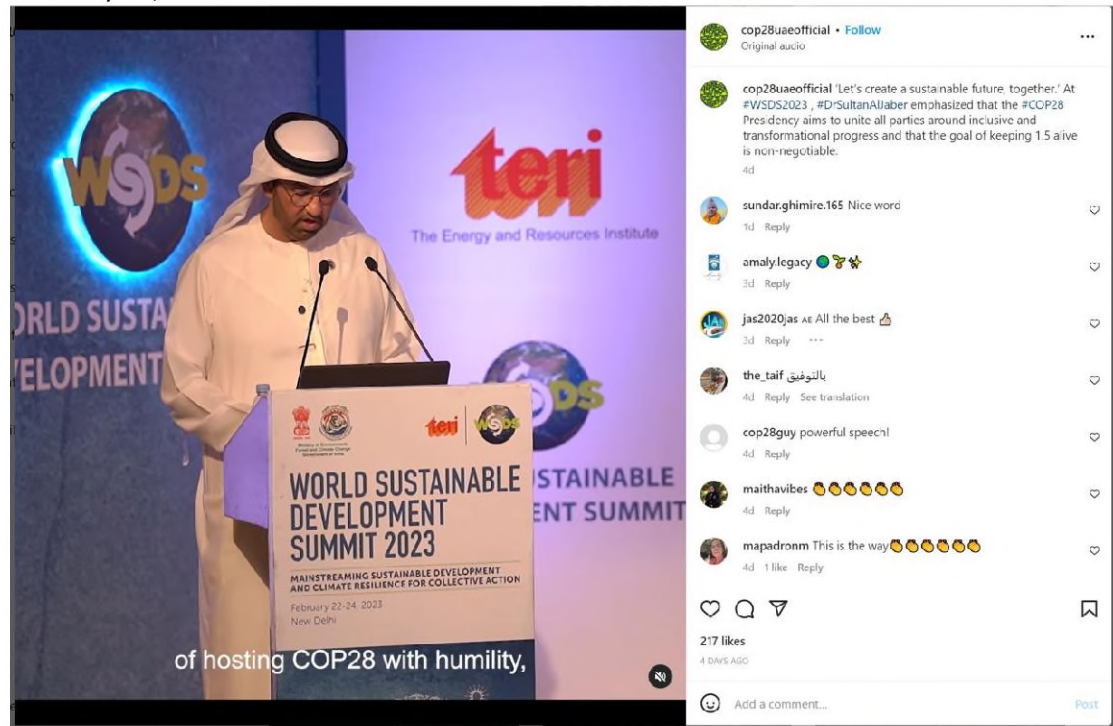 WSDS
WORLD SUSTA
DEVELOPMENT
teri
The Energy and Resources Institute
WSDS
STAINABLE
ENT SUMMIT
teri
WSDS
WORLD SUSTAINABLE
DEVELOPMENT
SUMMIT 2023
MAINSTREAMING SUSTAINABLE DEVELOPMENT
AND CLIMATE RESILIENCE FOR COLLECTIVE ACTION
February 22-24, 2023
New Delhi
of hosting COP28 with humility,
cop28uaeofficial • Follow
Original audio
cop28uaeofficial 'Let's create a sustainable future, together.' At
#WSDS2023 , #DrSultanAlJaber emphasized that the #COP28
Presidency aims to unite all parties around inclusive and
transformational progress and that the goal of keeping 1.5 alive
is non-negotiable.
4d
sundar.ghimire.165 Nice word
1d Reply
amaly.legacy 🌍🌱✨
3d Reply
jas2020jas AE All the best 👍🏻
3d Reply ...
the_taif بالتوفيق
4d Reply See translation
cop28guy powerful speech!
4d Reply
maithavibes 👏👏👏👏👏👏
4d Reply
mapadronm This is the way👏👏👏👏👏👏
4d 1 like Reply
217 likes
4 DAYS AGO
Add a comment...
Post